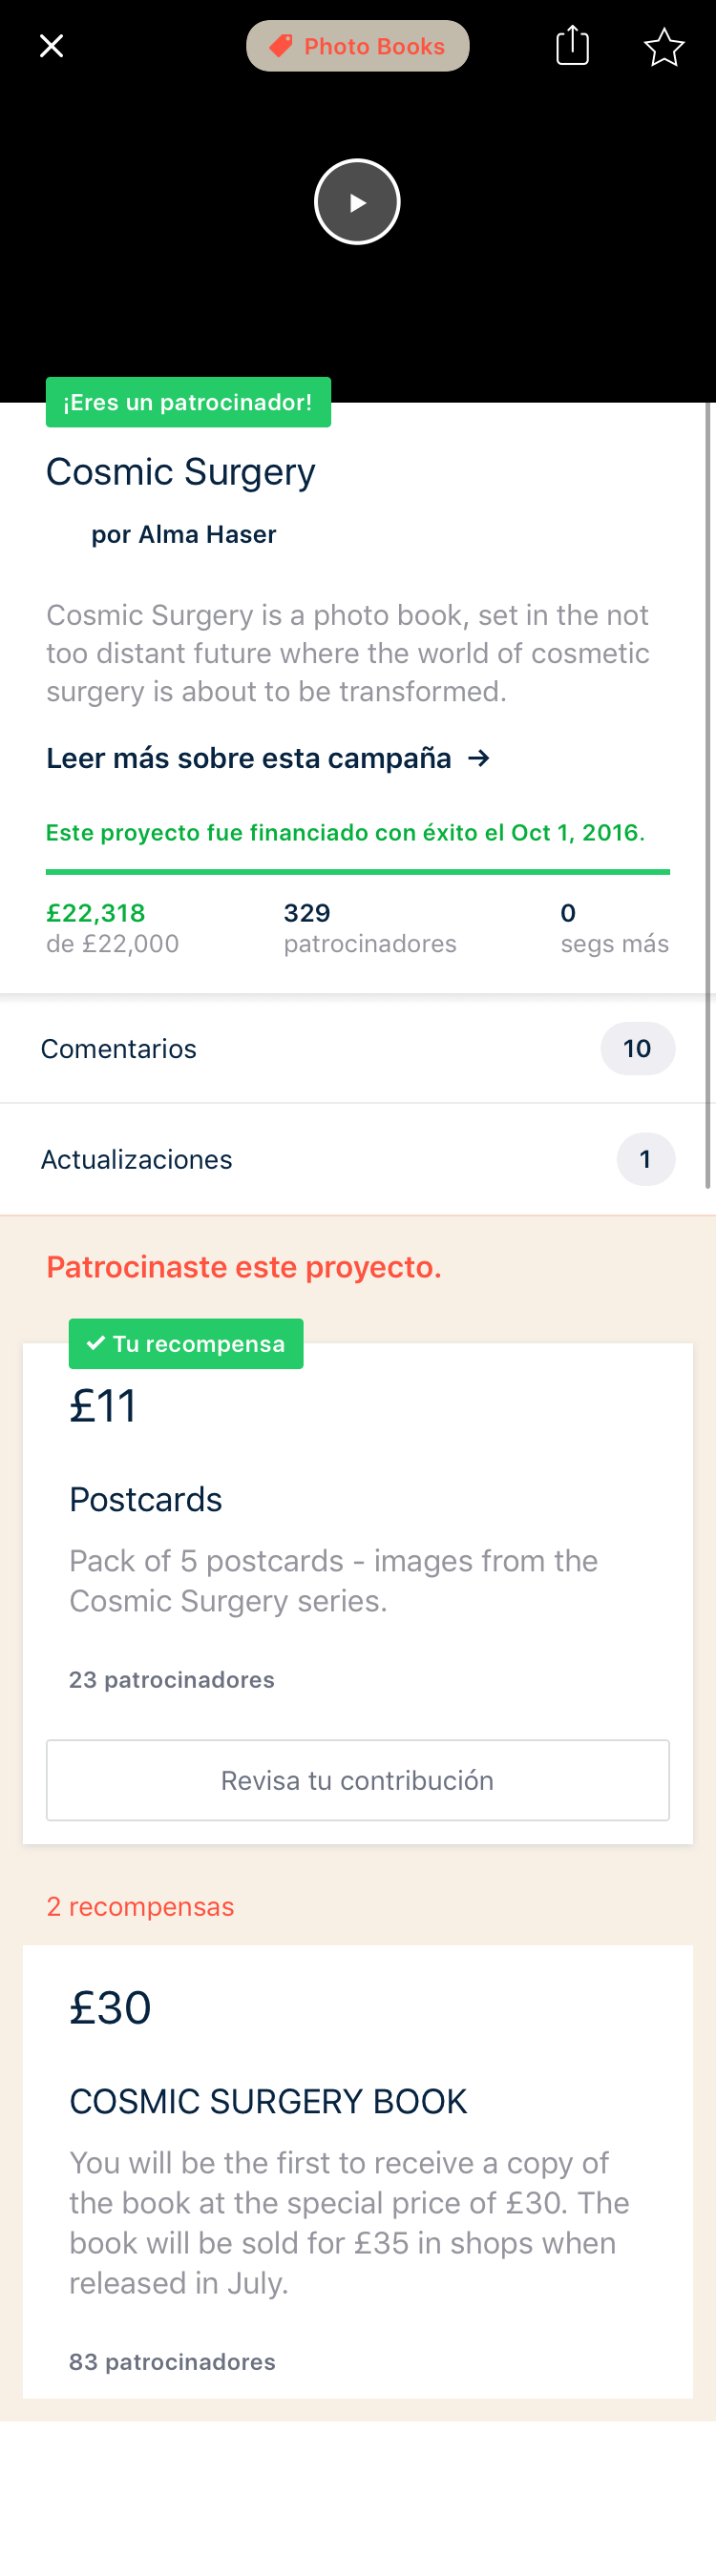 Photo Books
¡Eres un patrocinador!
Cosmic Surgery
por Alma Haser
Cosmic Surgery is a photo book, set in the not
too distant future where the world of cosmetic
surgery is about to be transformed.
Leer más sobre esta campaña →
Este proyecto fue financiado con éxito el Oct 1, 2016.
£22,318
de £22,000
329
patrocinadores
0
segs más
Comentarios
10
Actualizaciones
1
Patrocinaste este proyecto.
✓ Tu recompensa
£11
Postcards
Pack of 5 postcards - images from the
Cosmic Surgery series.
23 patrocinadores
Revisa tu contribución
2 recompensas
£30
COSMIC SURGERY BOOK
You will be the first to receive a copy of
the book at the special price of £30. The
book will be sold for £35 in shops when
released in July.
83 patrocinadores